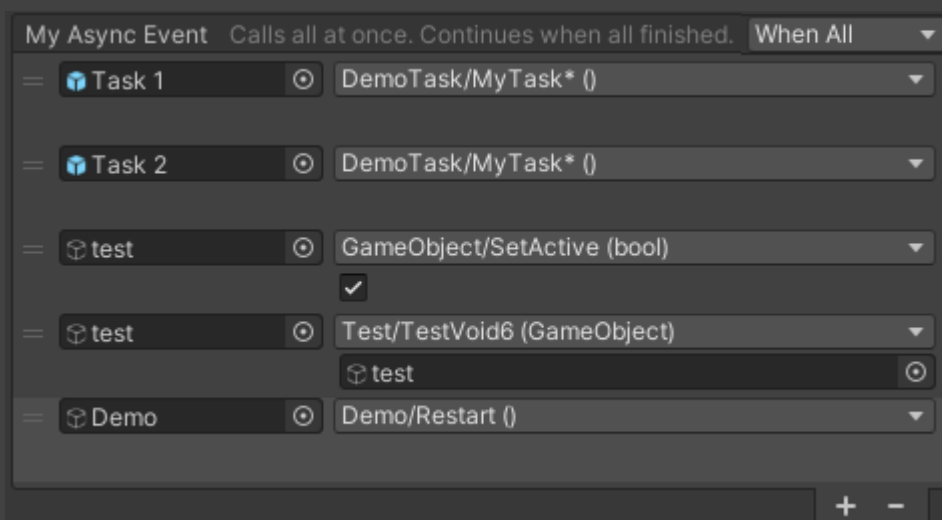 My Async Event Calls all at once. Continues when all finished. When All
Task 1 DemoTask/MyTask* ()
Task 2 DemoTask/MyTask* ()
test GameObject/SetActive (bool)
test Test/TestVoid6 (GameObject)
test
Demo Demo/Restart ()
+ -